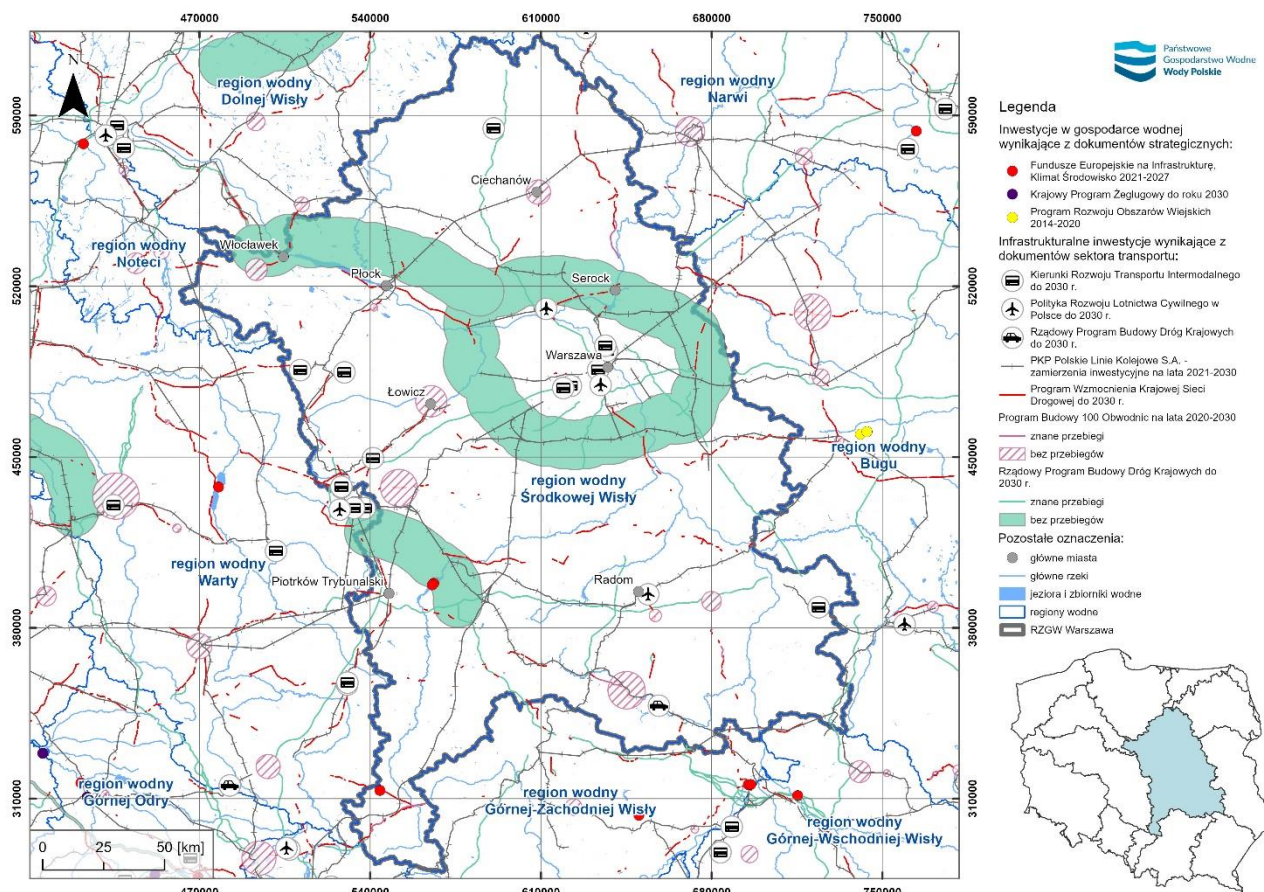 470000 540000 610000 680000 750000
590000
520000
450000
380000
310000
N
region wodny
Dolnej Wisły
region wodny
Narwi
Ciechanów
region wodny
Noteci
Włocławek
Płock
Serock
Warszawa
Łowicz
region wodny
Bugu
region wodny
Środkowej Wisły
region wodny
Warty
Piotrków Trybunalski
Radom
region wodny
Górnej Odry
region wodny
Górnej-Zachodniej Wisły
region wodny
Górnej-Wschodniej Wisły
0 25 50 [km]
590000
520000
450000
380000
310000
470000 540000 610000 680000 750000
Państwowe
Gospodarstwo Wodne
Wody Polskie
Legenda
Inwestycje w gospodarce wodnej
wynikające z dokumentów strategicznych:
Fundusze Europejskie na Infrastukrę,
Klimat Środowisko 2021-2027
Krajowy Program Żeglugowy do roku 2030
Program Rozwoju Obszarów Wiejskich
2014-2020
Infrastrukturalne inwestycje wynikające z
dokumentów sektora transportu:
Kierunki Rozwoju Transportu Intermodalnego
do 2030 r.
Polityka Rozwoju Lotnictwa Cywilnego w
Polsce do 2030 r.
Rządowy Program Budowy Dróg Krajowych
do 2030 r.
PKP Polskie Linie Kolejowe S.A. -
zamierzenia inwestycyjne na lata 2021-2030
Program Wzmocnienia Krajowej Sieci
Drogowej do 2030 r.
Program Budowy 100 Obwodnic na lata 2020-2030
znane przebiegi
bez przebiegów
Rządowy Program Budowy Dróg Krajowych do
2030 r.
znane przebiegi
bez przebiegów
Pozostałe oznaczenia:
główne miasta
główne rzeki
jeziora i zbiorniki wodne
regiony wodne
RZGW Warszawa